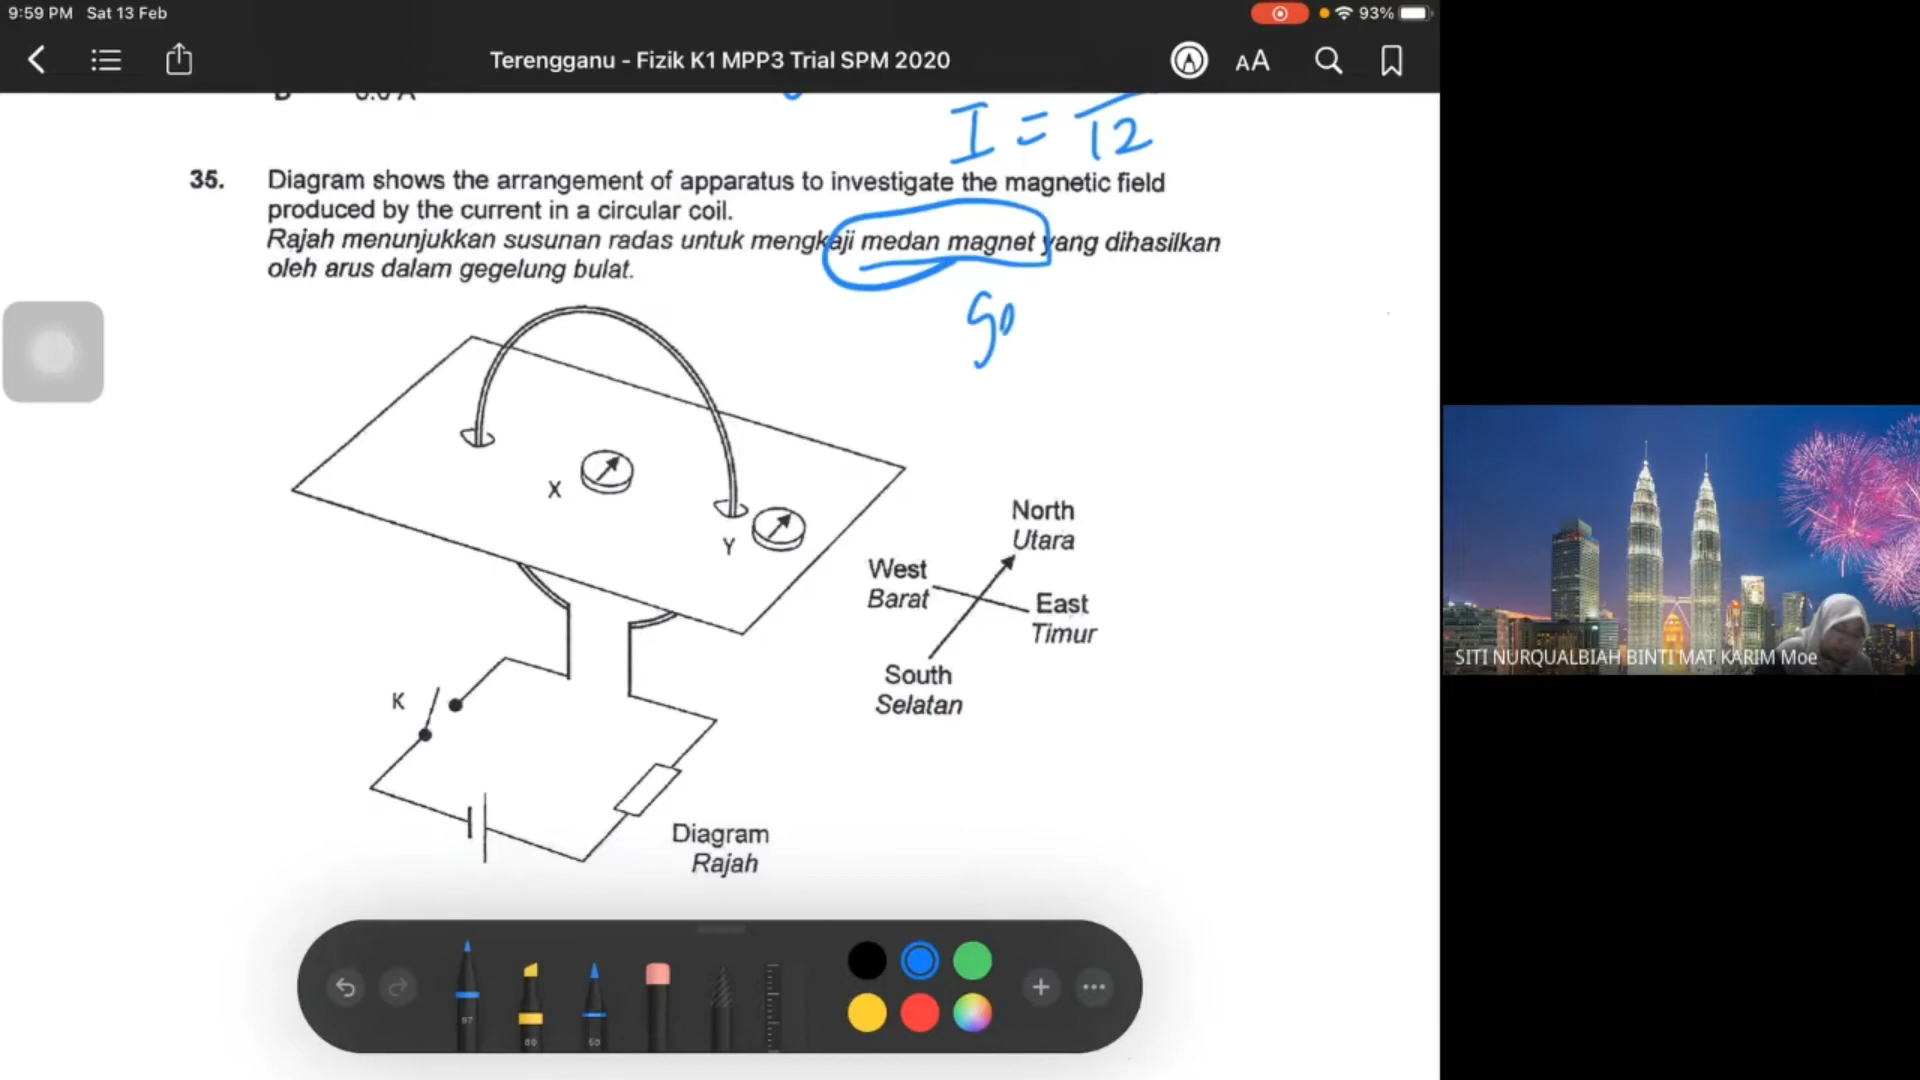 9:59 PM Sat 13 Feb
93%
Terengganu - Fizik K1 MPP3 Trial SPM 2020
AA
I = 12
35. Diagram shows the arrangement of apparatus to investigate the magnetic field
produced by the current in a circular coil.
Rajah menunjukkan susunan radas untuk mengkaji medan magnet yang dihasilkan
oleh arus dalam gegelung bulat.
X
Y
North
Utara
West
Barat
East
Timur
South
Selatan
K
Diagram
Rajah
SITI NURQUALBIAH BINTI MAT KARIM Moe
97
80
50